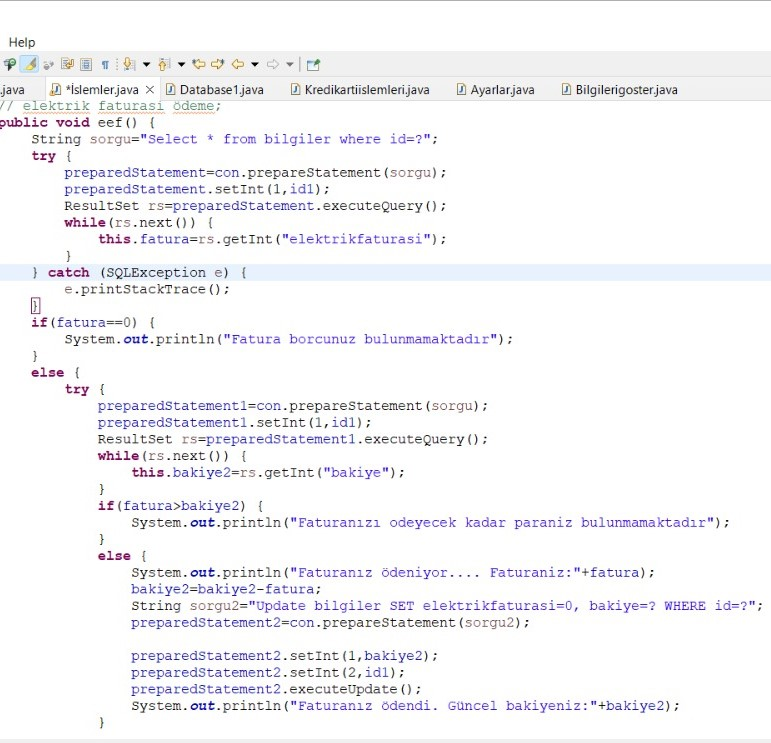 Help
.java *İslemler.java Database1.java Kredikartiislemleri.java Ayarlar.java Bilgilerigoster.java
// elektrik faturasi ödeme;
public void eef() {
    String sorgu="Select * from bilgiler where id=?";
    try {
        preparedStatement=con.prepareStatement(sorgu);
        preparedStatement.setInt(1,id1);
        ResultSet rs=preparedStatement.executeQuery();
        while(rs.next()) {
            this.fatura=rs.getInt("elektrikfaturasi");
        }
    } catch (SQLException e) {
        e.printStackTrace();
    }
    if(fatura==0) {
        System.out.println("Fatura borcunuz bulunmamaktadır");
    }
    else {
        try {
            preparedStatement1=con.prepareStatement(sorgu);
            preparedStatement1.setInt(1,id1);
            ResultSet rs=preparedStatement1.executeQuery();
            while(rs.next()) {
                this.bakiye2=rs.getInt("bakiye");
            }
            if(fatura>bakiye2) {
                System.out.println("Faturanızı odeyecek kadar paraniz bulunmamaktadır");
            }
            else {
                System.out.println("Faturanız ödeniyor.... Faturaniz:"+fatura);
                bakiye2=bakiye2-fatura;
                String sorgu2="Update bilgiler SET elektrikfaturasi=0, bakiye=? WHERE id=?";
                preparedStatement2=con.prepareStatement(sorgu2);

                preparedStatement2.setInt(1,bakiye2);
                preparedStatement2.setInt(2,id1);
                preparedStatement2.executeUpdate();
                System.out.println("Faturanız ödendi. Güncel bakiyeniz:"+bakiye2);
            }